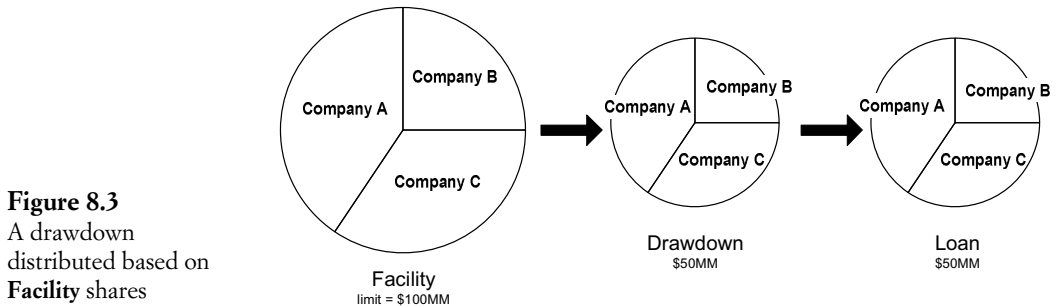 Figure 8.3
A drawdown
distributed based on
Facility shares
Company A
Company B
Company C
Facility
limit = $100MM
Company A
Company B
Company C
Drawdown
$50MM
Company A
Company B
Company C
Loan
$50MM